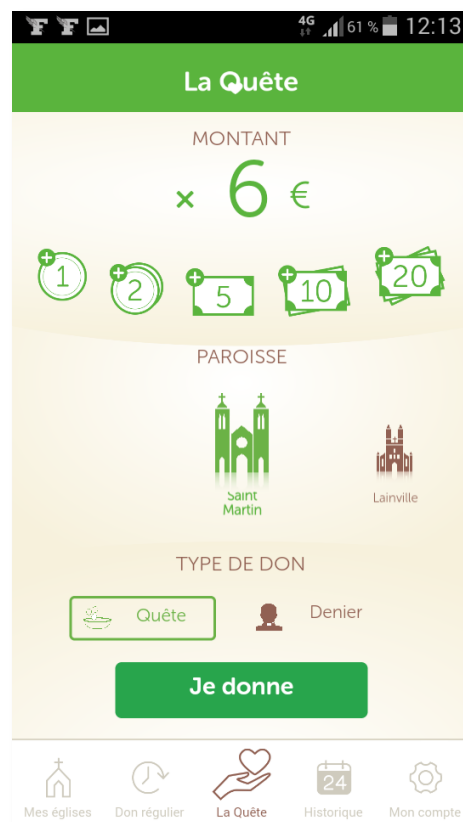 4G 61 % 12:13
La Quête
MONTANT
× 6 €
+1 +2 +5 +10 +20
PAROISSE
Saint
Martin
Lainville
TYPE DE DON
Quête Denier
Je donne
24
Mes églises Don régulier La Quête Historique Mon compte